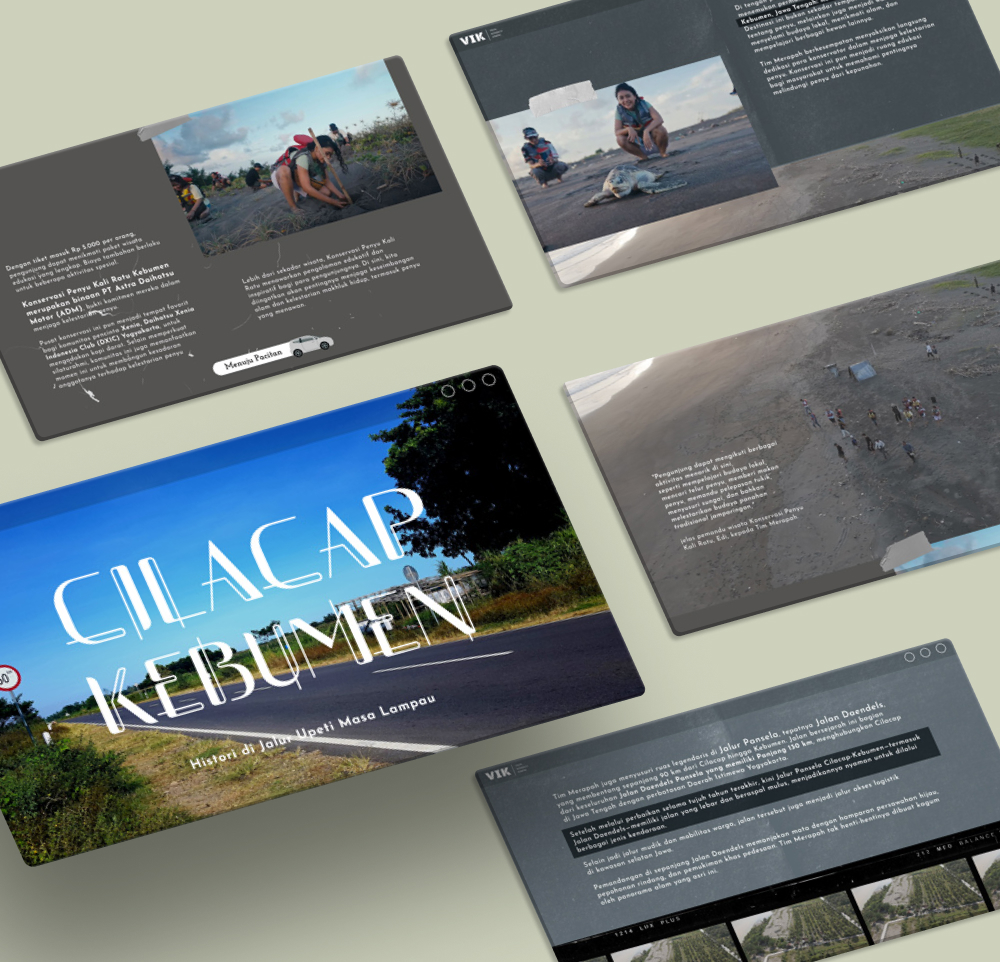 Dengan tiket masuk Rp 5.000 per orang,
pengunjung dapat menikmati paket wisata
edukasi yang lengkap. Biaya tambahan berlaku
untuk beberapa aktivitas spesial.
Konservasi Penyu Kali Ratu Kebumen
merupakan binaan PT Astra Daihatsu
Motor (ADM), bukti komitmen mereka dalam
menjaga kelestarian penyu
Pusat konservasi ini pun menjadi tempat favorit
bagi komunitas pencinta Xenia, Daihatsu Xenia
Indonesia Club (DXIC) Yogyakarta, untuk
mengadakan kopi darat. Selain memperkuat
silaturahmi, komunitas ini juga memanfaatkan
momen ini untuk membangun kesadaran
anggotanya terhadap kelestarian penyu
Lebih dari sekadar wisata, Konservasi Penyu Kali
Ratu menawarkan pengalaman edukatif dan
inspiratif bagi para pengunjungnya. Di sini, kita
diingatkan akan pentingnya menjaga keseimbangan
alam dan kelestarian makhluk hidup, termasuk penyu
yang menawan.
Menuju Pacitan
VIK
Di tengah
menemukan
Kebumen, Jawa Tengah.
Destinasi ini bukan sekadar tempat
tentang penyu, melainkan juga menjadi
menyelami budaya lokal, menikmati alam, dan
mempelajari berbagai hewan lainnya.
Tim Merapah berkesempatan menyaksikan langsung
dedikasi para konservator dalam menjaga kelestarian
penyu. Konservasi ini pun menjadi ruang edukasi
bagi masyarakat untuk memahami pentingnya
melindungi penyu dari kepunahan.
CILACAP
KEBUMEN
Histori di Jalur Upeti Masa Lampau
"Pengunjung dapat mengikuti berbagai
aktivitas menarik di sini,
seperti mempelajari budaya lokal,
mencari telur penyu, memberi makan
penyu, memandu pelepasan tukik,
menyusuri sungai, dan bahkan
melestarikan budaya panahan
tradisional jamparingan,"
jelas pemandu wisata Konservasi Penyu
Kali Ratu, Edi, kepada Tim Merapah.
VIK
Tim Merapah juga menyusuri ruas legendaris di Jalur Pansela, tepatnya Jalan Daendels,
yang membentang sepanjang 90 km dari Cilacap hingga Kebumen. Jalan bersejarah ini bagian
dari keseluruhan Jalan Daendels Pansela yang memiliki Panjang 130 km, menghubungkan Cilacap
di Jawa Tengah dengan perbatasan Daerah Istimewa Yogyakarta.
Setelah melalui perbaikan selama tujuh tahun terakhir, kini Jalur Pansela Cilacap-Kebumen—termasuk
Jalan Daendels—memiliki jalan yang lebar dan beraspal mulus, menjadikannya nyaman untuk dilalui
berbagai jenis kendaraan.
Selain jadi jalur mudik dan mobilitas warga, jalan tersebut juga menjadi jalur akses logistik
di kawasan selatan Jawa.
Pemandangan di sepanjang Jalan Daendels memanjakan mata dengan hamparan persawahan hijau,
pepohonan rindang, dan pemukiman khas pedesaan. Tim Merapah tak henti-hentinya dibuat kagum
oleh panorama alam yang asri ini.
1214 LUX PLUS
212 MEO BALANCE